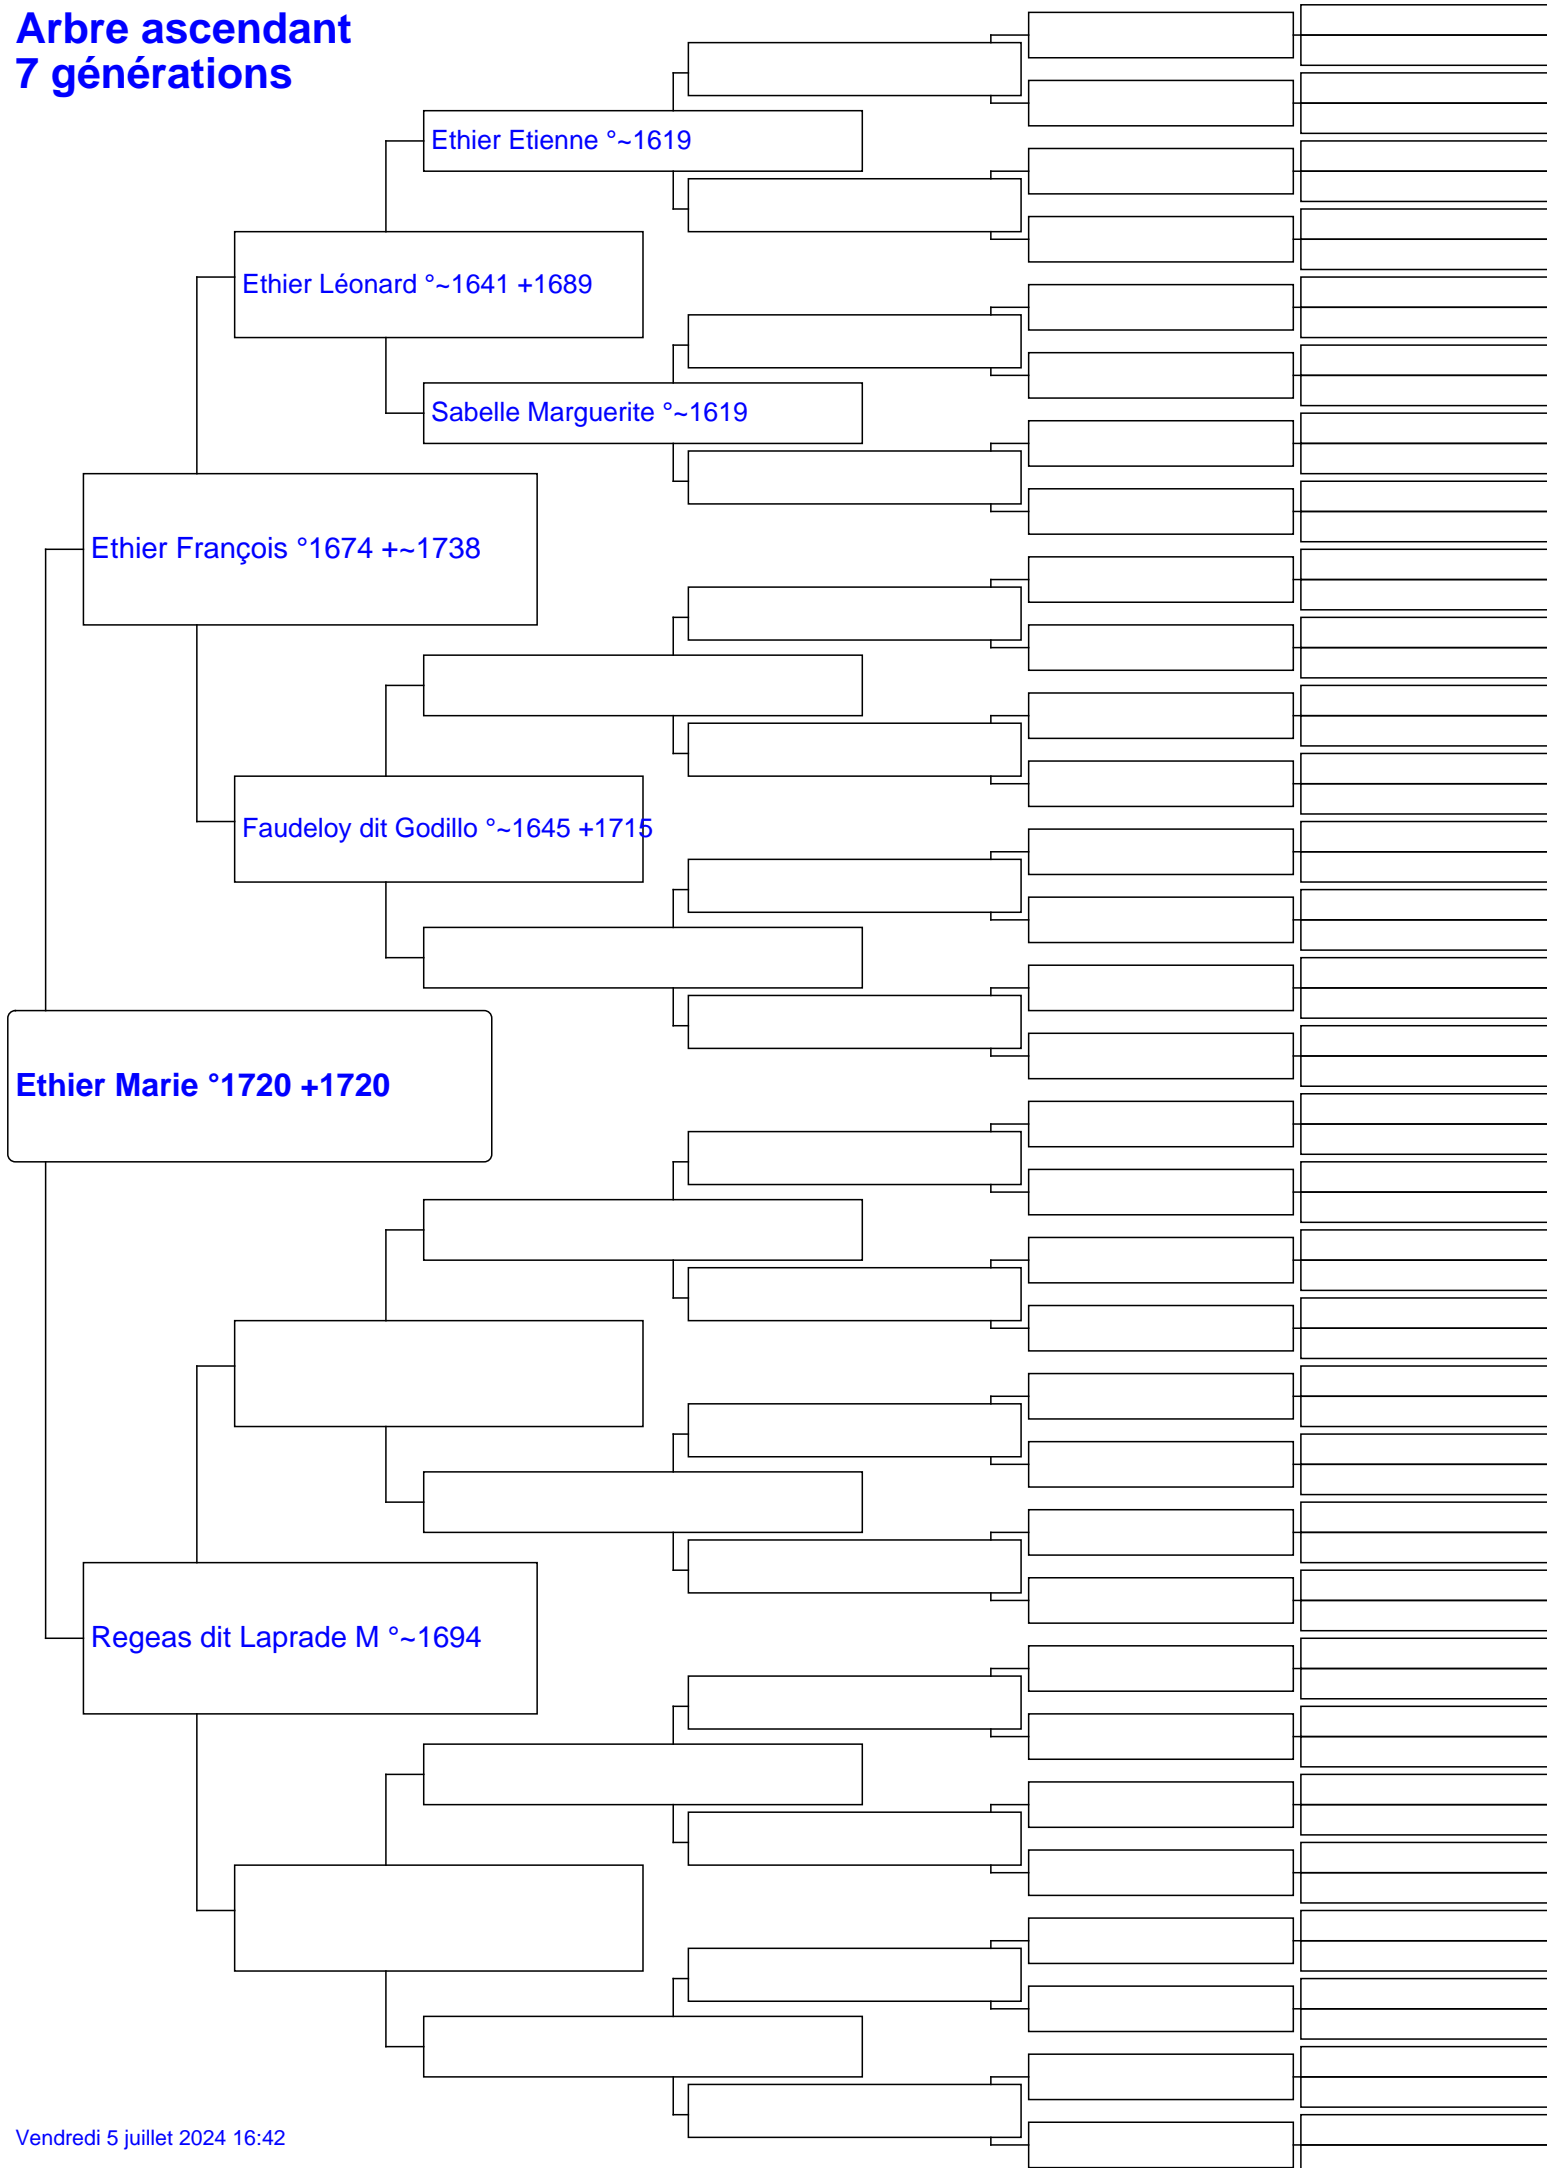 Arbre ascendant
7 générations
Ethier Etienne °~1619
Ethier Léonard °~1641 +1689
Sabelle Marguerite °~1619
Ethier François °1674 +~1738
Faudeloy dit Godillo °~1645 +1715
Ethier Marie °1720 +1720
Regeas dit Laprade M °~1694
Vendredi 5 juillet 2024 16:42